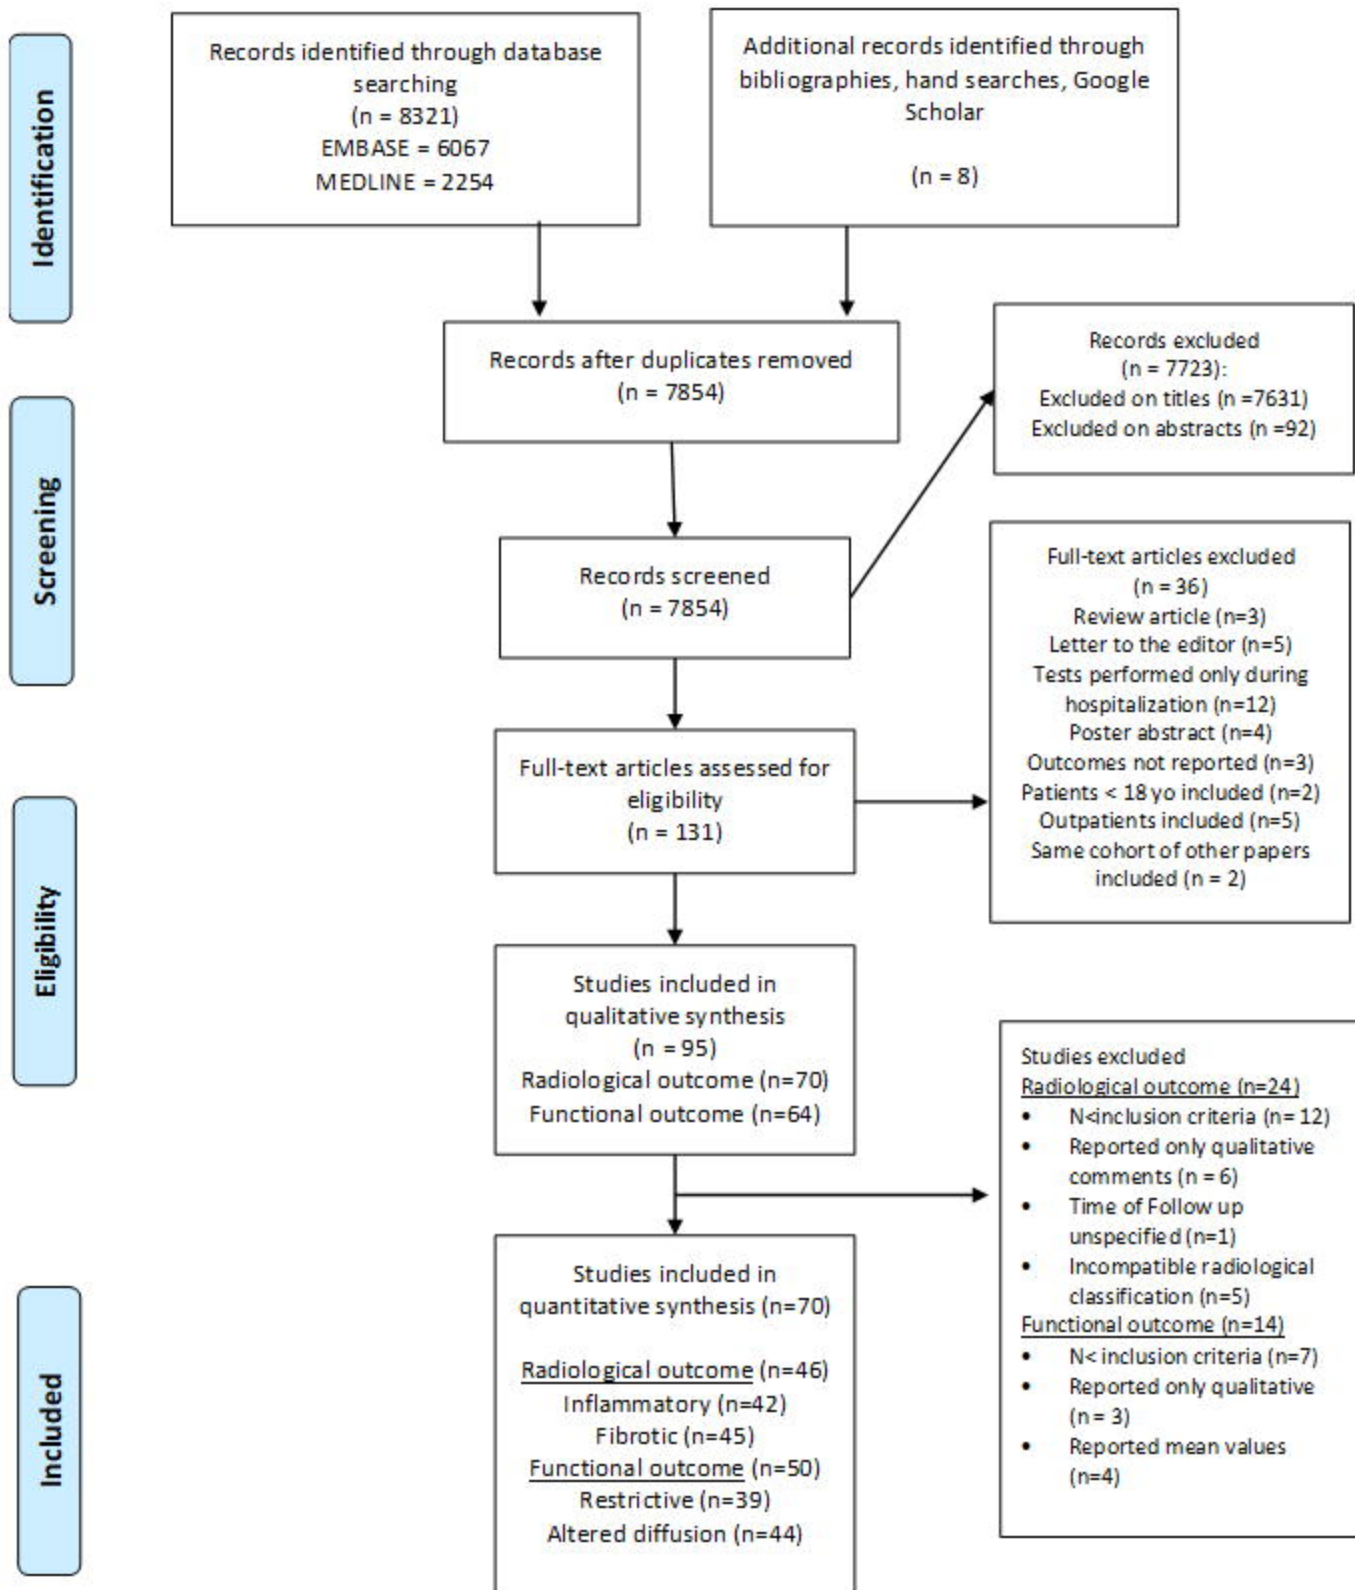 Identification
Records identified through database
searching
(n = 8321)
EMBASE = 6067
MEDLINE = 2254
Additional records identified through
bibliographies, hand searches, Google
Scholar
(n = 8)
Records after duplicates removed
(n = 7854)
Records excluded
(n = 7723):
Excluded on titles (n =7631)
Excluded on abstracts (n =92)
Screening
Records screened
(n = 7854)
Full-text articles excluded
(n = 36)
Review article (n=3)
Letter to the editor (n=5)
Tests performed only during
hospitalization (n=12)
Poster abstract (n=4)
Outcomes not reported (n=3)
Patients < 18 yo included (n=2)
Outpatients included (n=5)
Same cohort of other papers
included (n = 2)
Full-text articles assessed for
eligibility
(n = 131)
Eligibility
Studies included in
qualitative synthesis
(n = 95)
Radiological outcome (n=70)
Functional outcome (n=64)
Studies excluded
Radiological outcome (n=24)
• N<inclusion criteria (n= 12)
• Reported only qualitative
comments (n = 6)
• Time of Follow up
unspecified (n=1)
• Incompatible radiological
classification (n=5)
Functional outcome (n=14)
• N< inclusion criteria (n=7)
• Reported only qualitative
(n = 3)
• Reported mean values
(n=4)
Included
Studies included in
quantitative synthesis (n=70)
Radiological outcome (n=46)
Inflammatory (n=42)
Fibrotic (n=45)
Functional outcome (n=50)
Restrictive (n=39)
Altered diffusion (n=44)